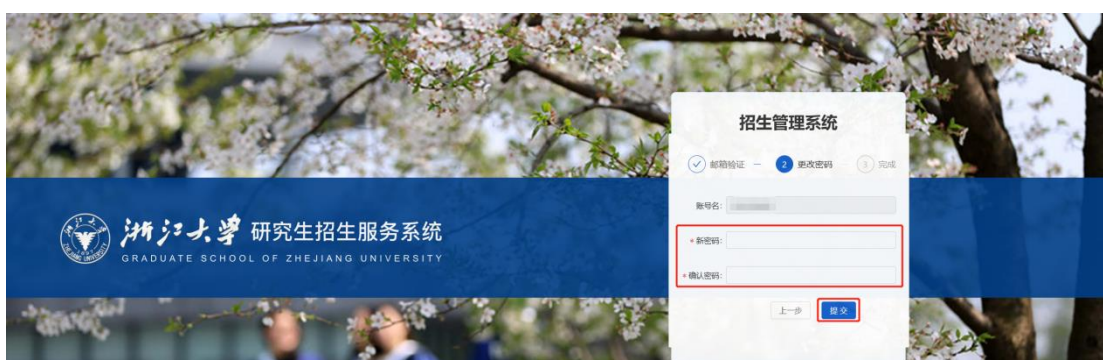 招生管理系统
邮箱验证 2 更改密码 3 完成
账号名:
浙江大学 研究生招生服务系统
GRADUATE SCHOOL OF ZHEJIANG UNIVERSITY
* 新密码:
* 确认密码:
上一步 提交